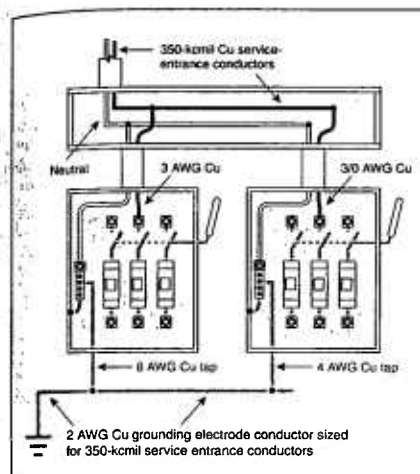 350-kcmil Cu service-
entrance conductors
Neutral
3 AWG Cu
3/0 AWG Cu
8 AWG Cu tap
4 AWG Cu tap
2 AWG Cu grounding electrode conductor sized
for 350-kcmil service entrance conductors